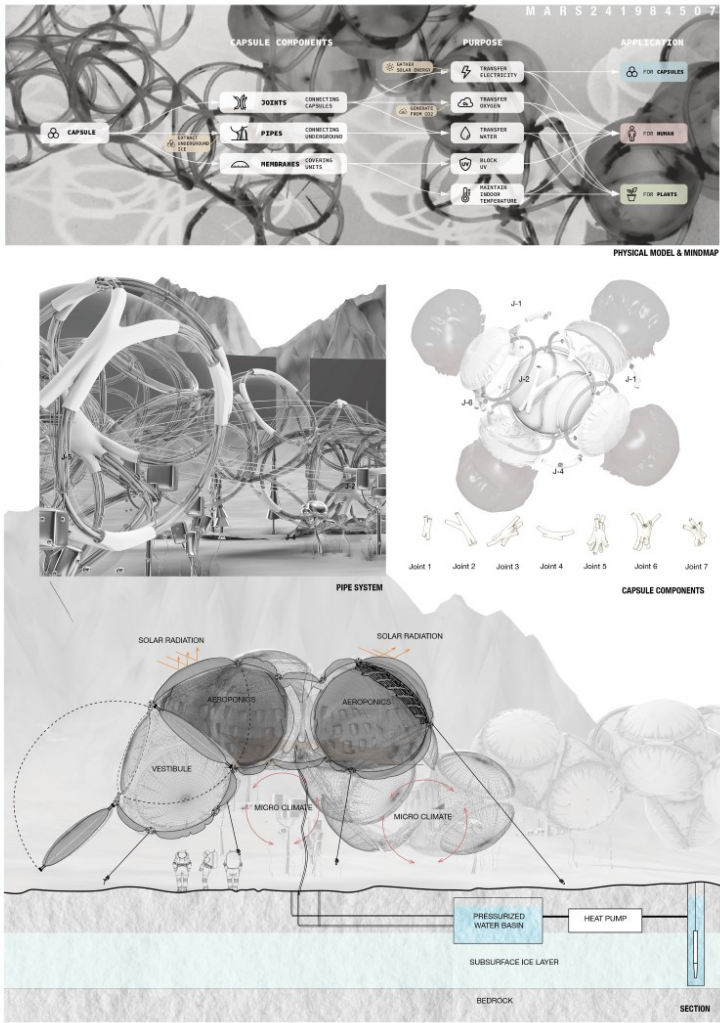 MARS241984507
CAPSULE COMPONENTS
PURPOSE
APPLICATION
GATHER
SOLAR ENERGY
TRANSFER
ELECTRICITY
FOR CAPSULES
JOINTS
CONNECTING
CAPSULES
GENERATE
FROM CO2
TRANSFER
OXYGEN
CAPSULE
EXTRACT
UNDERGROUND
ICE
PIPES
CONNECTING
UNDERGROUND
TRANSFER
WATER
FOR HUMAN
MEMBRANES
COVERING
UNITS
UV
BLOCK
UV
MAINTAIN
INDOOR
TEMPERATURE
FOR PLANTS
PHYSICAL MODEL & MINDMAP
J-5
J-2
PIPE SYSTEM
J-1
J-2
J-1
J-6
J-4
Joint 1
Joint 2
Joint 3
Joint 4
Joint 5
Joint 6
Joint 7
CAPSULE COMPONENTS
SOLAR RADIATION
SOLAR RADIATION
AEROPONICS
AEROPONICS
VESTIBULE
MICRO CLIMATE
MICRO CLIMATE
PRESSURIZED
WATER BASIN
HEAT PUMP
SUBSURFACE ICE LAYER
BEDROCK
SECTION